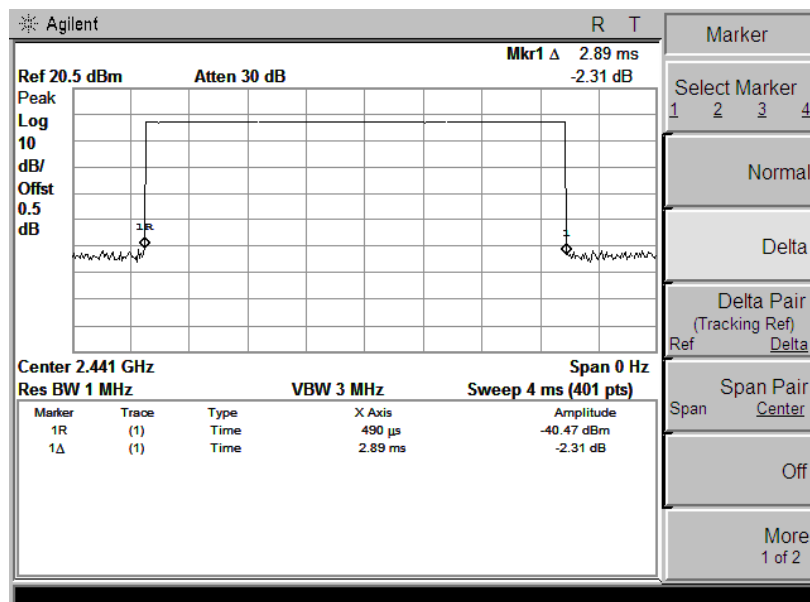 Agilent R T
Mkr1 Δ 2.89 ms
Ref 20.5 dBm Atten 30 dB -2.31 dB
Peak
Log
10
dB/
Offst
0.5
dB
1R
1
Center 2.441 GHz Span 0 Hz
Res BW 1 MHz VBW 3 MHz Sweep 4 ms (401 pts)
Marker Trace Type X Axis Amplitude
1R (1) Time 490 µs -40.47 dBm
1Δ (1) Time 2.89 ms -2.31 dB
Marker
Select Marker
1 2 3 4
Normal
Delta
Delta Pair
(Tracking Ref)
Ref Delta
Span Pair
Span Center
Off
More
1 of 2